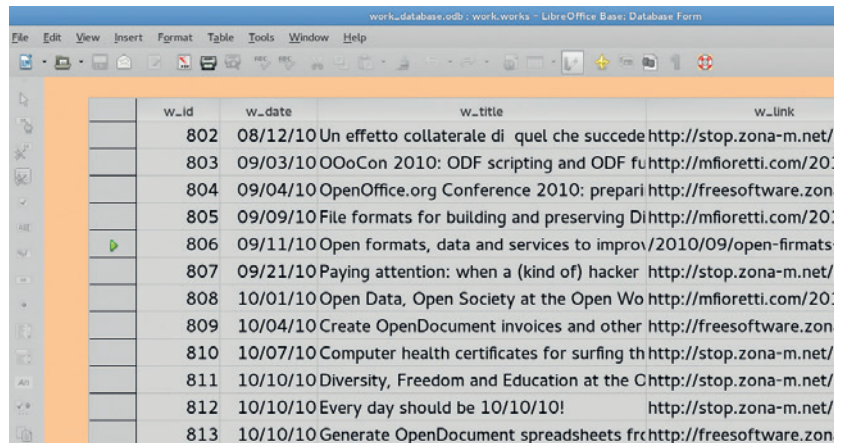 work_database.odb : work.works - LibreOffice Base: Database Form
File Edit View Insert Format Table Tools Window Help
w_id w_date w_title w_link
802 08/12/10 Un effetto collaterale di quel che succede http://stop.zona-m.net/
803 09/03/10 OOoCon 2010: ODF scripting and ODF fu http://mfioretti.com/201
804 09/04/10 OpenOffice.org Conference 2010: prepari http://freesoftware.zon
805 09/09/10 File formats for building and preserving Di http://mfioretti.com/201
806 09/11/10 Open formats, data and services to improv /2010/09/open-firmats-
807 09/21/10 Paying attention: when a (kind of) hacker http://stop.zona-m.net/
808 10/01/10 Open Data, Open Society at the Open Wo http://mfioretti.com/201
809 10/04/10 Create OpenDocument invoices and other http://freesoftware.zon
810 10/07/10 Computer health certificates for surfing th http://stop.zona-m.net/
811 10/10/10 Diversity, Freedom and Education at the O http://stop.zona-m.net/
812 10/10/10 Every day should be 10/10/10! http://stop.zona-m.net/
813 10/10/10 Generate OpenDocument spreadsheets fro http://freesoftware.zon